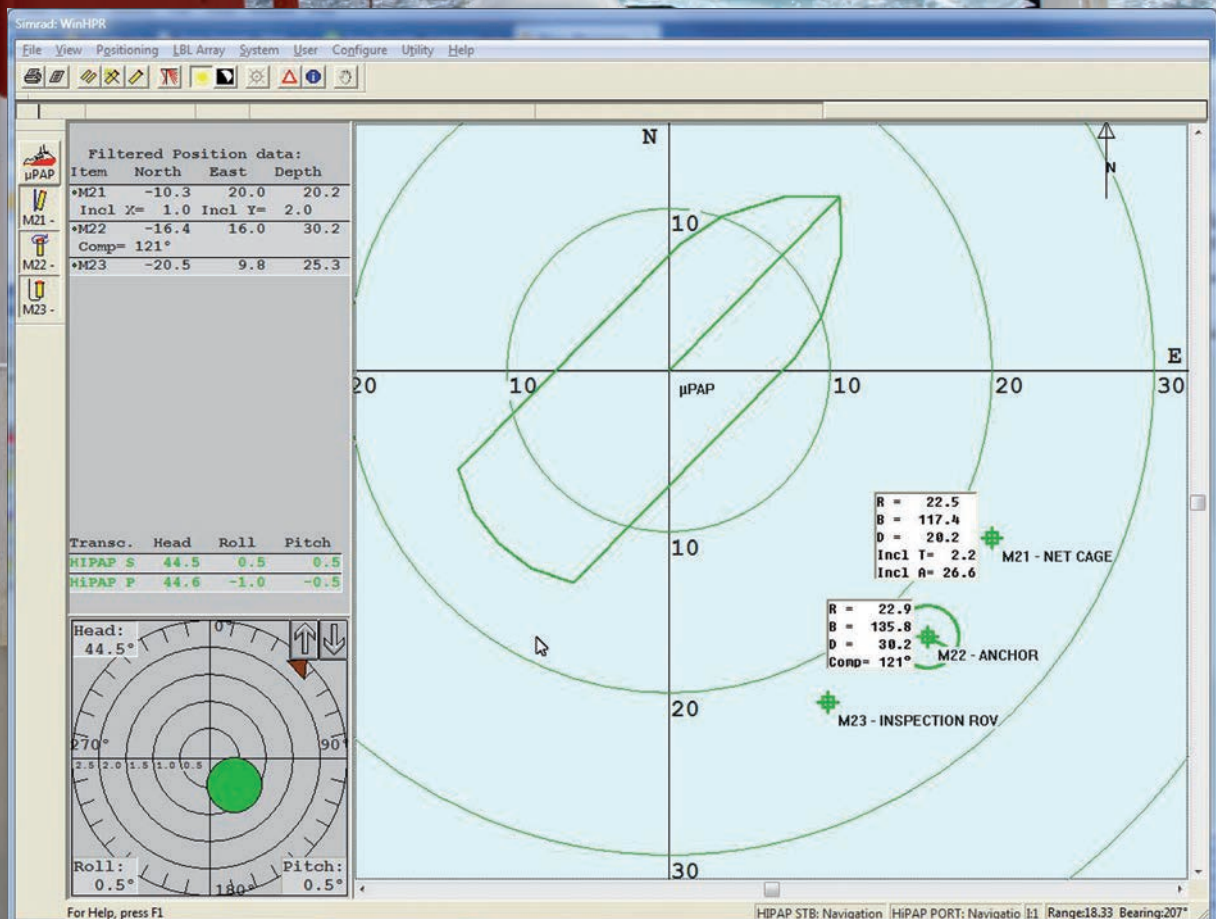 Simrad: WinHPR
File View Positioning LBL Array System User Configure Utility Help
µPAP
M21 -
M22 -
M23 -
Filtered Position data:
Item North East Depth
•M21 -10.3 20.0 20.2
Incl X= 1.0 Incl Y= 2.0
•M22 -16.4 16.0 30.2
Comp= 121°
•M23 -20.5 9.8 25.3
Transc. Head Roll Pitch
HIPAP S 44.5 0.5 0.5
HiPAP P 44.6 -1.0 -0.5
Head:
44.5°
0°
270°
90°
2.5 2.0 1.5 1.0 0.5
Roll:
0.5°
180°
Pitch:
0.5°
N
N
10
E
20 10 µPAP 10 20 30
10
R = 22.5
B = 117.4
D = 20.2
Incl T= 2.2
Incl A= 26.6
M21 - NET CAGE
R = 22.9
B = 135.8
D = 30.2
Comp= 121°
M22 - ANCHOR
20
M23 - INSPECTION ROV
30
For Help, press F1
HIPAP STB: Navigation HiPAP PORT: Navigatio 1:1 Range:18.33 Bearing:207°